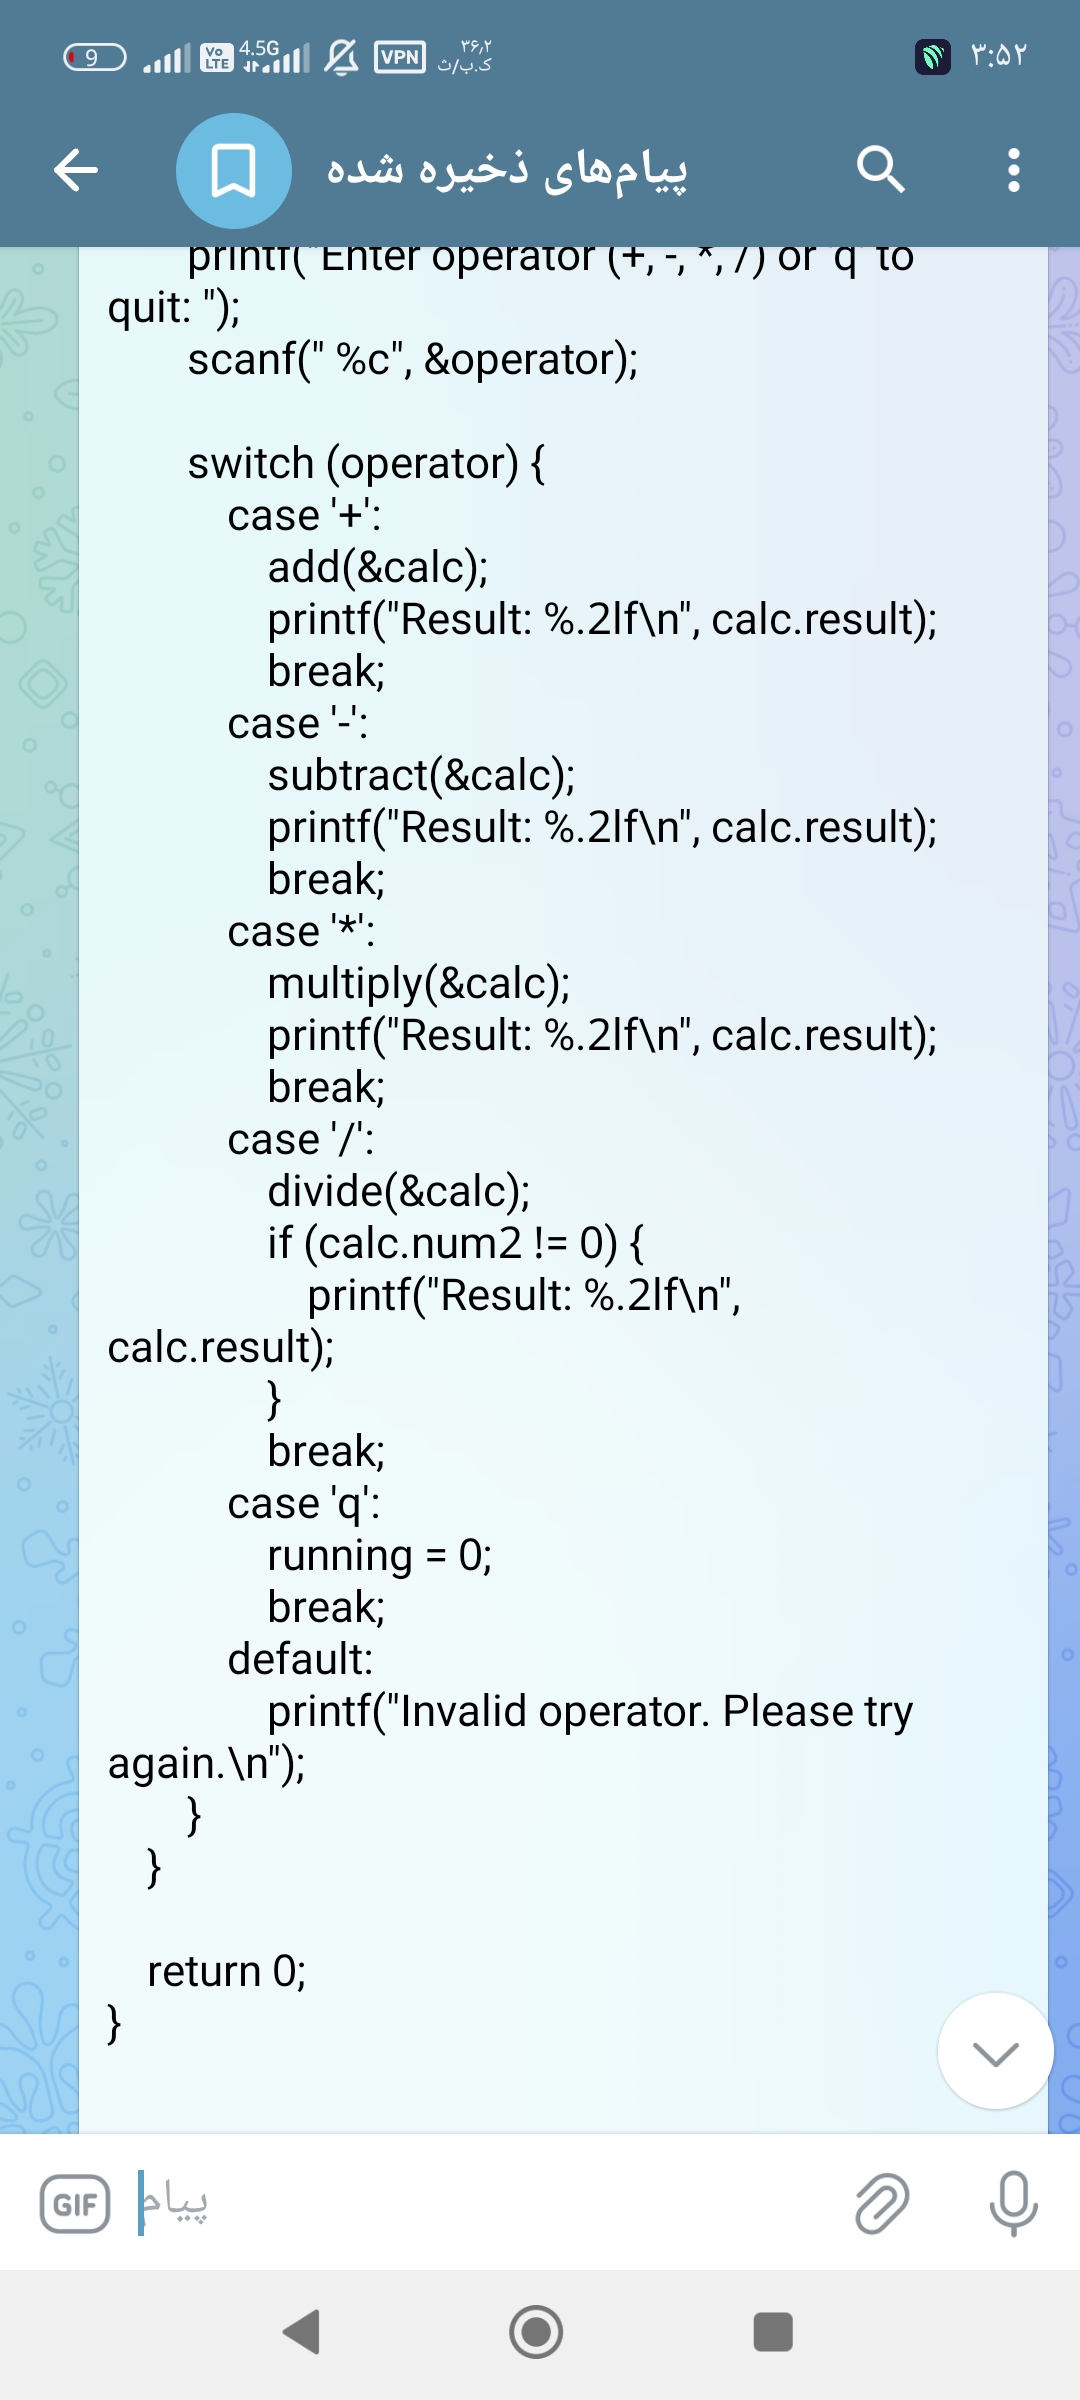 9 Vo LTE 4.5G VPN ۳۶٫۲ ک.ب/ث ۳:۵۲
پیام‌های ذخیره شده
printf("Enter operator (+, -, *, /) or 'q' to
quit: ");
scanf(" %c", &operator);
switch (operator) {
case '+':
add(&calc);
printf("Result: %.2lf\n", calc.result);
break;
case '-':
subtract(&calc);
printf("Result: %.2lf\n", calc.result);
break;
case '*':
multiply(&calc);
printf("Result: %.2lf\n", calc.result);
break;
case '/':
divide(&calc);
if (calc.num2 != 0) {
printf("Result: %.2lf\n",
calc.result);
}
break;
case 'q':
running = 0;
break;
default:
printf("Invalid operator. Please try
again.\n");
}
}
return 0;
}
GIF پیام